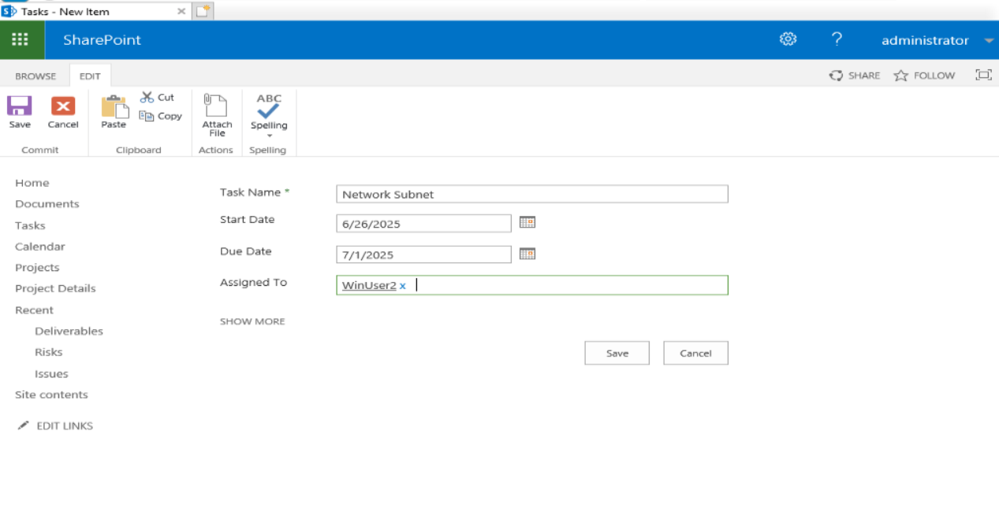 Tasks - New Item
SharePoint
? administrator
BROWSE EDIT SHARE FOLLOW
Save Cancel Paste Cut Copy Attach File ABC Spelling
Commit Clipboard Actions Spelling
Home
Documents
Tasks
Calendar
Projects
Project Details
Recent
Deliverables
Risks
Issues
Site contents
EDIT LINKS
Task Name * Network Subnet
Start Date 6/26/2025
Due Date 7/1/2025
Assigned To WinUser2 x
SHOW MORE
Save Cancel